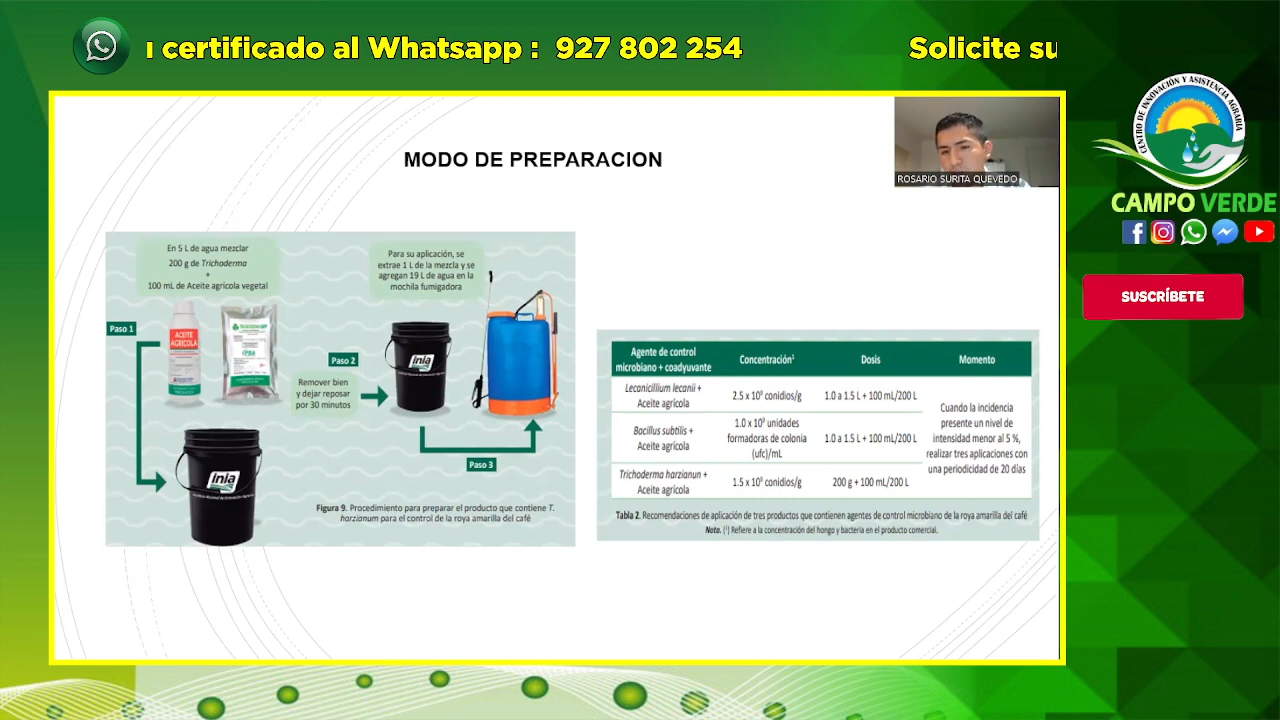 ı certificado al Whatsapp : 927 802 254
Solicite su
CENTRO DE INNOVACIÓN Y ASISTENCIA AGRARIA
CAMPO VERDE
SUSCRÍBETE
ROSARIO SURITA QUEVEDO
MODO DE PREPARACION
En 5 L de agua mezclar
200 g de Trichoderma
+
100 mL de Aceite agrícola vegetal
Para su aplicación, se
extrae 1 L de la mezcla y se
agregan 19 L de agua en la
mochila fumigadora
Paso 1
ACEITE
AGRÍCOLA
Paso 2
Remover bien
y dejar reposar
por 30 minutos
inia
Paso 3
inia
Figura 9. Procedimiento para preparar el producto que contiene T.
harzianum para el control de la roya amarilla del café
Agente de control
microbiano + coadyuvante
Concentración¹
Dosis
Momento
Lecanicillium lecanii +
Aceite agrícola
2.5 x 10⁹ conidios/g
1.0 a 1.5 L + 100 mL/200 L
Bacillus subtilis +
Aceite agrícola
1.0 x 10⁹ unidades
formadoras de colonia
(ufc)/mL
1.0 a 1.5 L + 100 mL/200 L
Trichoderma harzianun +
Aceite agrícola
1.5 x 10⁹ conidios/g
200 g + 100 mL/200 L
Cuando la incidencia
presente un nivel de
intensidad menor al 5 %,
realizar tres aplicaciones con
una periodicidad de 20 días
Tabla 2. Recomendaciones de aplicación de tres productos que contienen agentes de control microbiano de la roya amarilla del café
Nota. (¹) Refiere a la concentración del hongo y bacteria en el producto comercial.